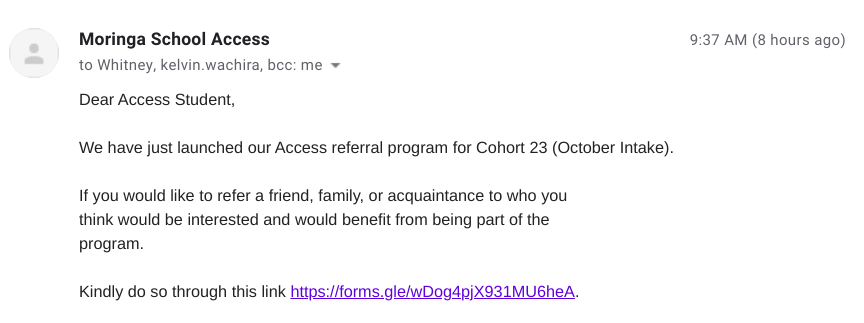 Moringa School Access
9:37 AM (8 hours ago)
to Whitney, kelvin.wachira, bcc: me
Dear Access Student,
We have just launched our Access referral program for Cohort 23 (October Intake).
If you would like to refer a friend, family, or acquaintance to who you
think would be interested and would benefit from being part of the
program.
Kindly do so through this link https://forms.gle/wDog4pjX931MU6heA.